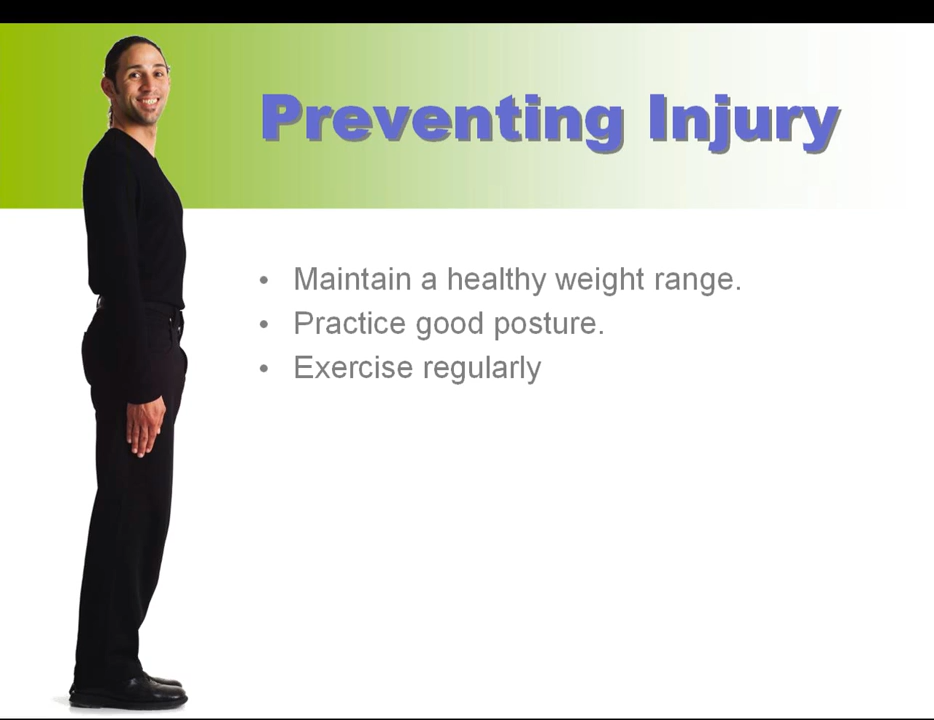 Preventing Injury
• Maintain a healthy weight range.
• Practice good posture.
• Exercise regularly